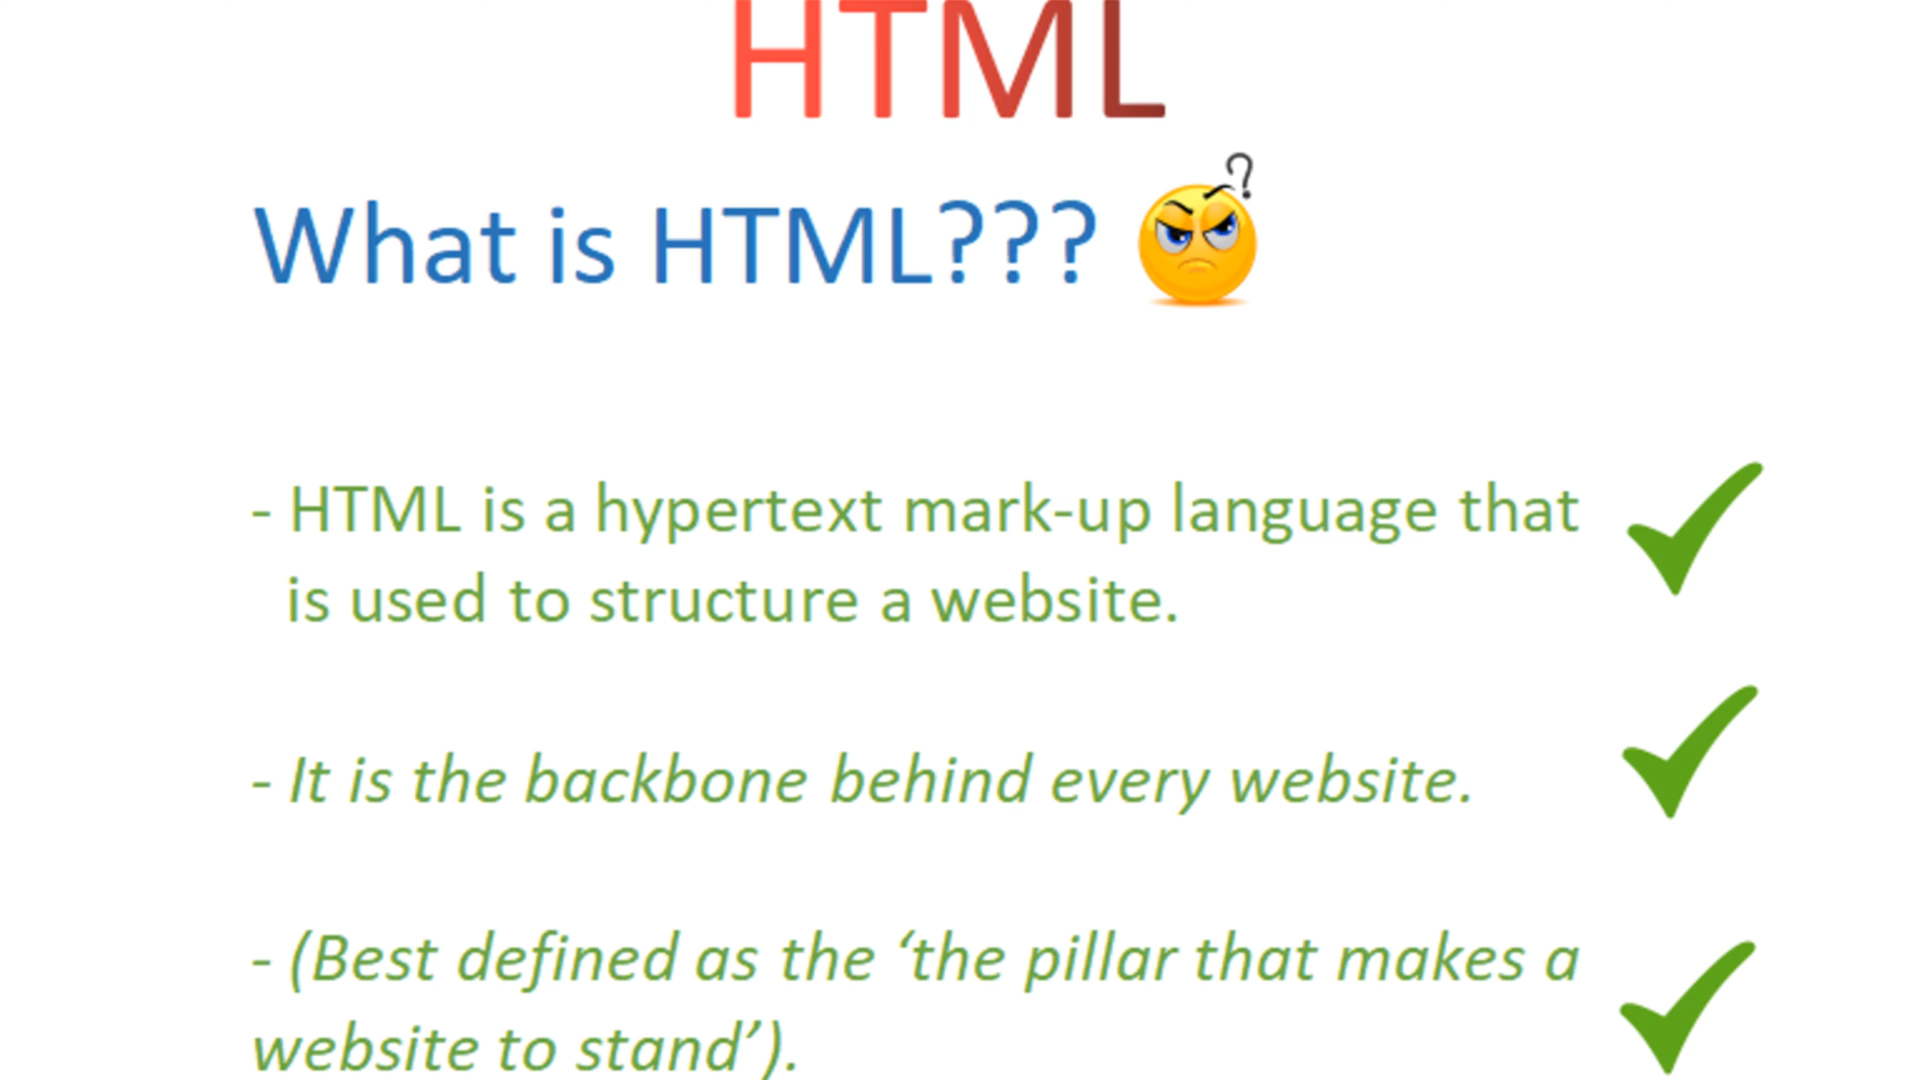 HTML
What is HTML???
?
- HTML is a hypertext mark-up language that
is used to structure a website.
- It is the backbone behind every website.
- (Best defined as the ‘the pillar that makes a
website to stand’).